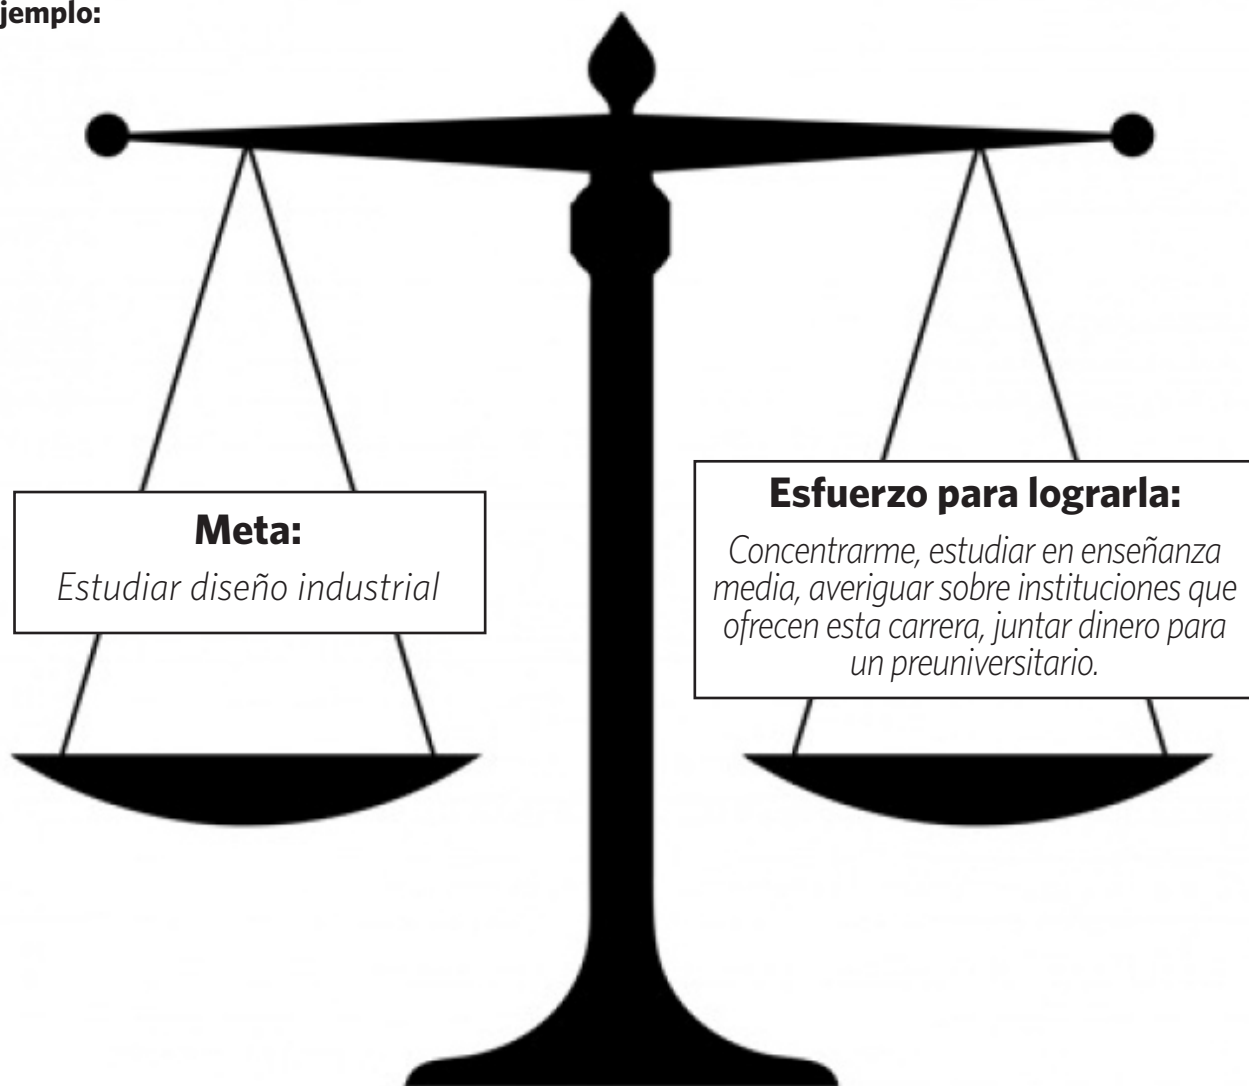 jemplo:
Meta:
Estudiar diseño industrial
Esfuerzo para lograrla:
Concentrarme, estudiar en enseñanza
media, averiguar sobre instituciones que
ofrecen esta carrera, juntar dinero para
un preuniversitario.